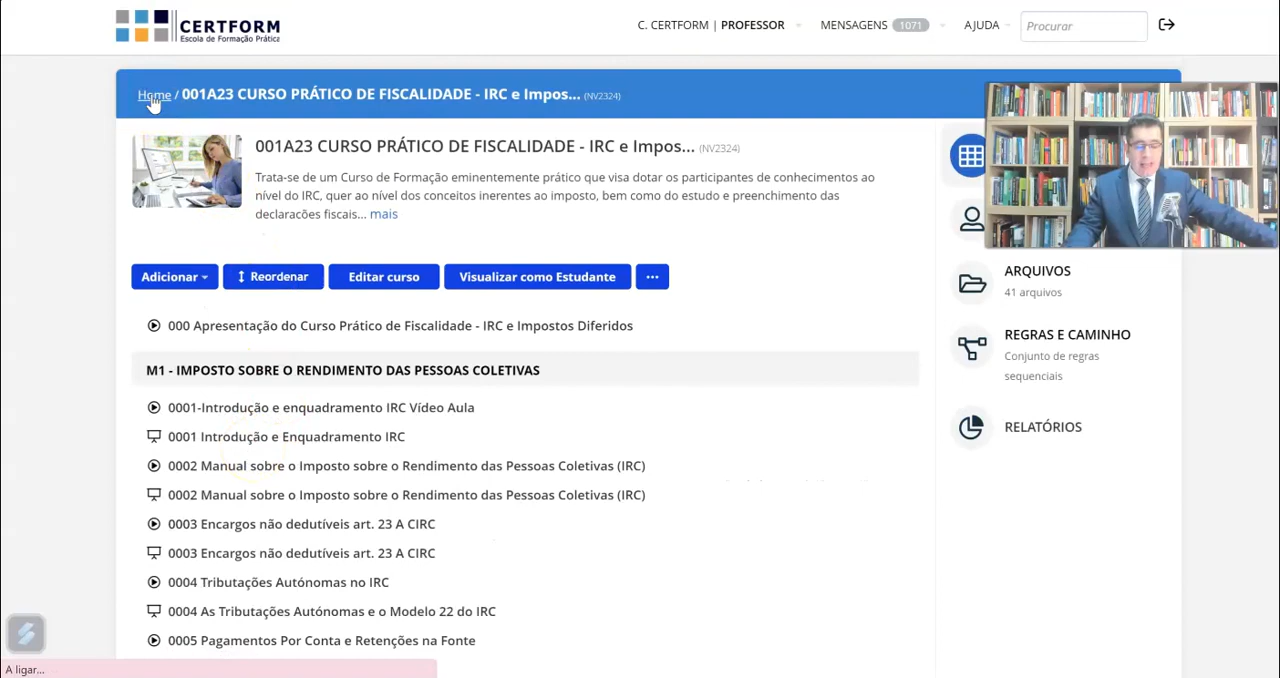 CERTFORM
Escola de Formação Prática
C. CERTFORM | PROFESSOR
MENSAGENS 1071
AJUDA
Procurar
Home / 001A23 CURSO PRÁTICO DE FISCALIDADE - IRC e Impos... (NV2324)
001A23 CURSO PRÁTICO DE FISCALIDADE - IRC e Impos... (NV2324)
Trata-se de um Curso de Formação eminentemente prático que visa dotar os participantes de conhecimentos ao
nível do IRC, quer ao nível dos conceitos inerentes ao imposto, bem como do estudo e preenchimento das
declaracões fiscais... mais
Adicionar
Reordenar
Editar curso
Visualizar como Estudante
...
000 Apresentação do Curso Prático de Fiscalidade - IRC e Impostos Diferidos
M1 - IMPOSTO SOBRE O RENDIMENTO DAS PESSOAS COLETIVAS
0001-Introdução e enquadramento IRC Vídeo Aula
0001 Introdução e Enquadramento IRC
0002 Manual sobre o Imposto sobre o Rendimento das Pessoas Coletivas (IRC)
0002 Manual sobre o Imposto sobre o Rendimento das Pessoas Coletivas (IRC)
0003 Encargos não dedutíveis art. 23 A CIRC
0003 Encargos não dedutíveis art. 23 A CIRC
0004 Tributações Autónomas no IRC
0004 As Tributações Autónomas e o Modelo 22 do IRC
0005 Pagamentos Por Conta e Retenções na Fonte
ARQUIVOS
41 arquivos
REGRAS E CAMINHO
Conjunto de regras
sequenciais
RELATÓRIOS
A ligar...